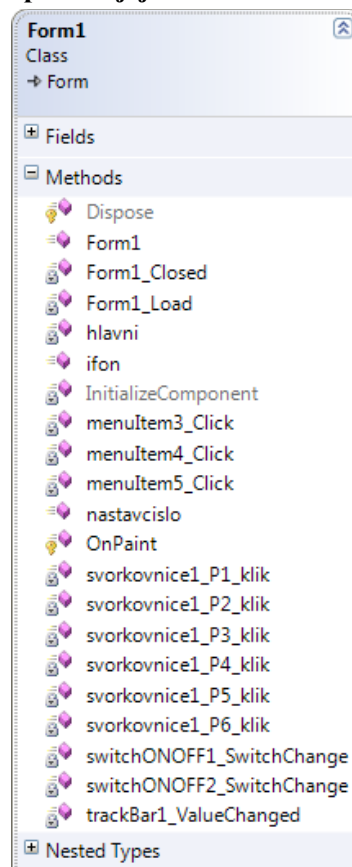 Form1
Class
Form
Fields
Methods
Dispose
Form1
Form1_Closed
Form1_Load
hlavni
ifon
InitializeComponent
menuItem3_Click
menuItem4_Click
menuItem5_Click
nastavcislo
OnPaint
svorkovnice1_P1_klik
svorkovnice1_P2_klik
svorkovnice1_P3_klik
svorkovnice1_P4_klik
svorkovnice1_P5_klik
svorkovnice1_P6_klik
switchONOFF1_SwitchChange
switchONOFF2_SwitchChange
trackBar1_ValueChanged
Nested Types